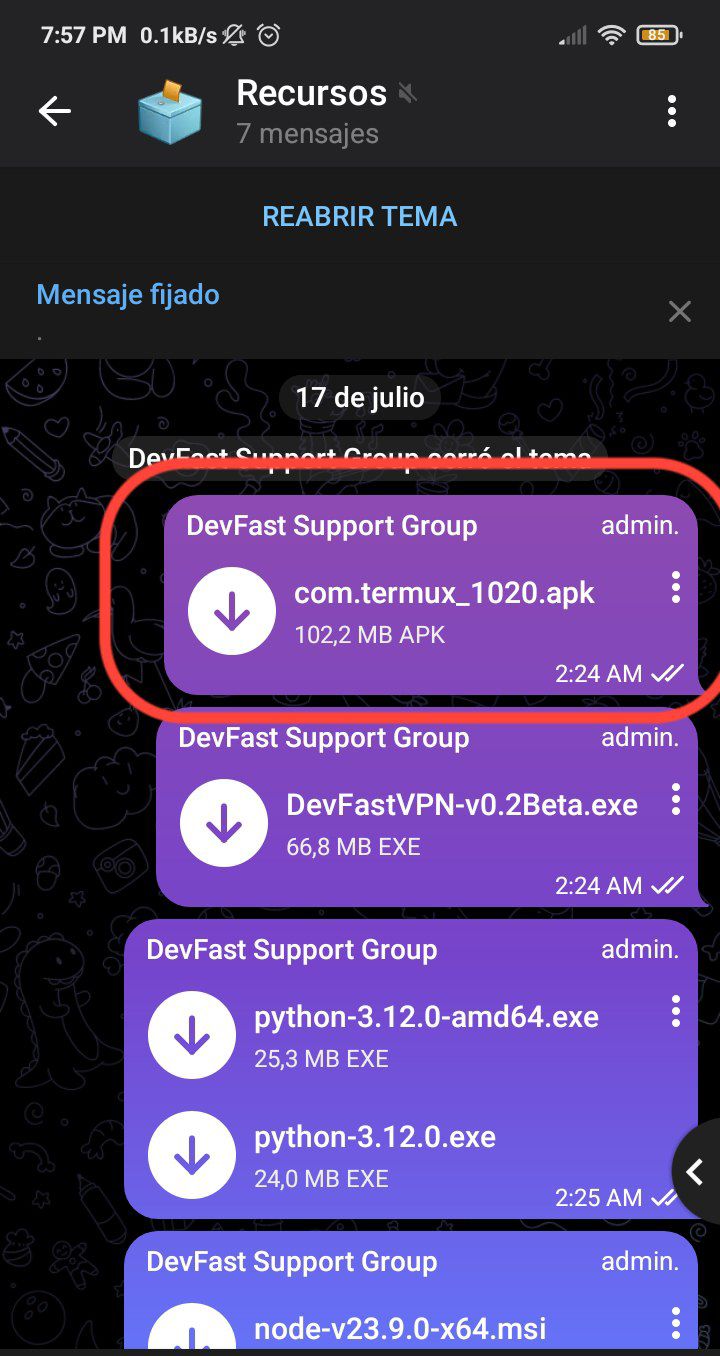 7:57 PM 0.1kB/s
85
Recursos
7 mensajes
REABRIR TEMA
Mensaje fijado
.
17 de julio
DevFast Support Group cerró el tema
DevFast Support Group admin.
com.termux_1020.apk
102,2 MB APK
2:24 AM
DevFast Support Group admin.
DevFastVPN-v0.2Beta.exe
66,8 MB EXE
2:24 AM
DevFast Support Group admin.
python-3.12.0-amd64.exe
25,3 MB EXE
python-3.12.0.exe
24,0 MB EXE
2:25 AM
DevFast Support Group admin.
node-v23.9.0-x64.msi